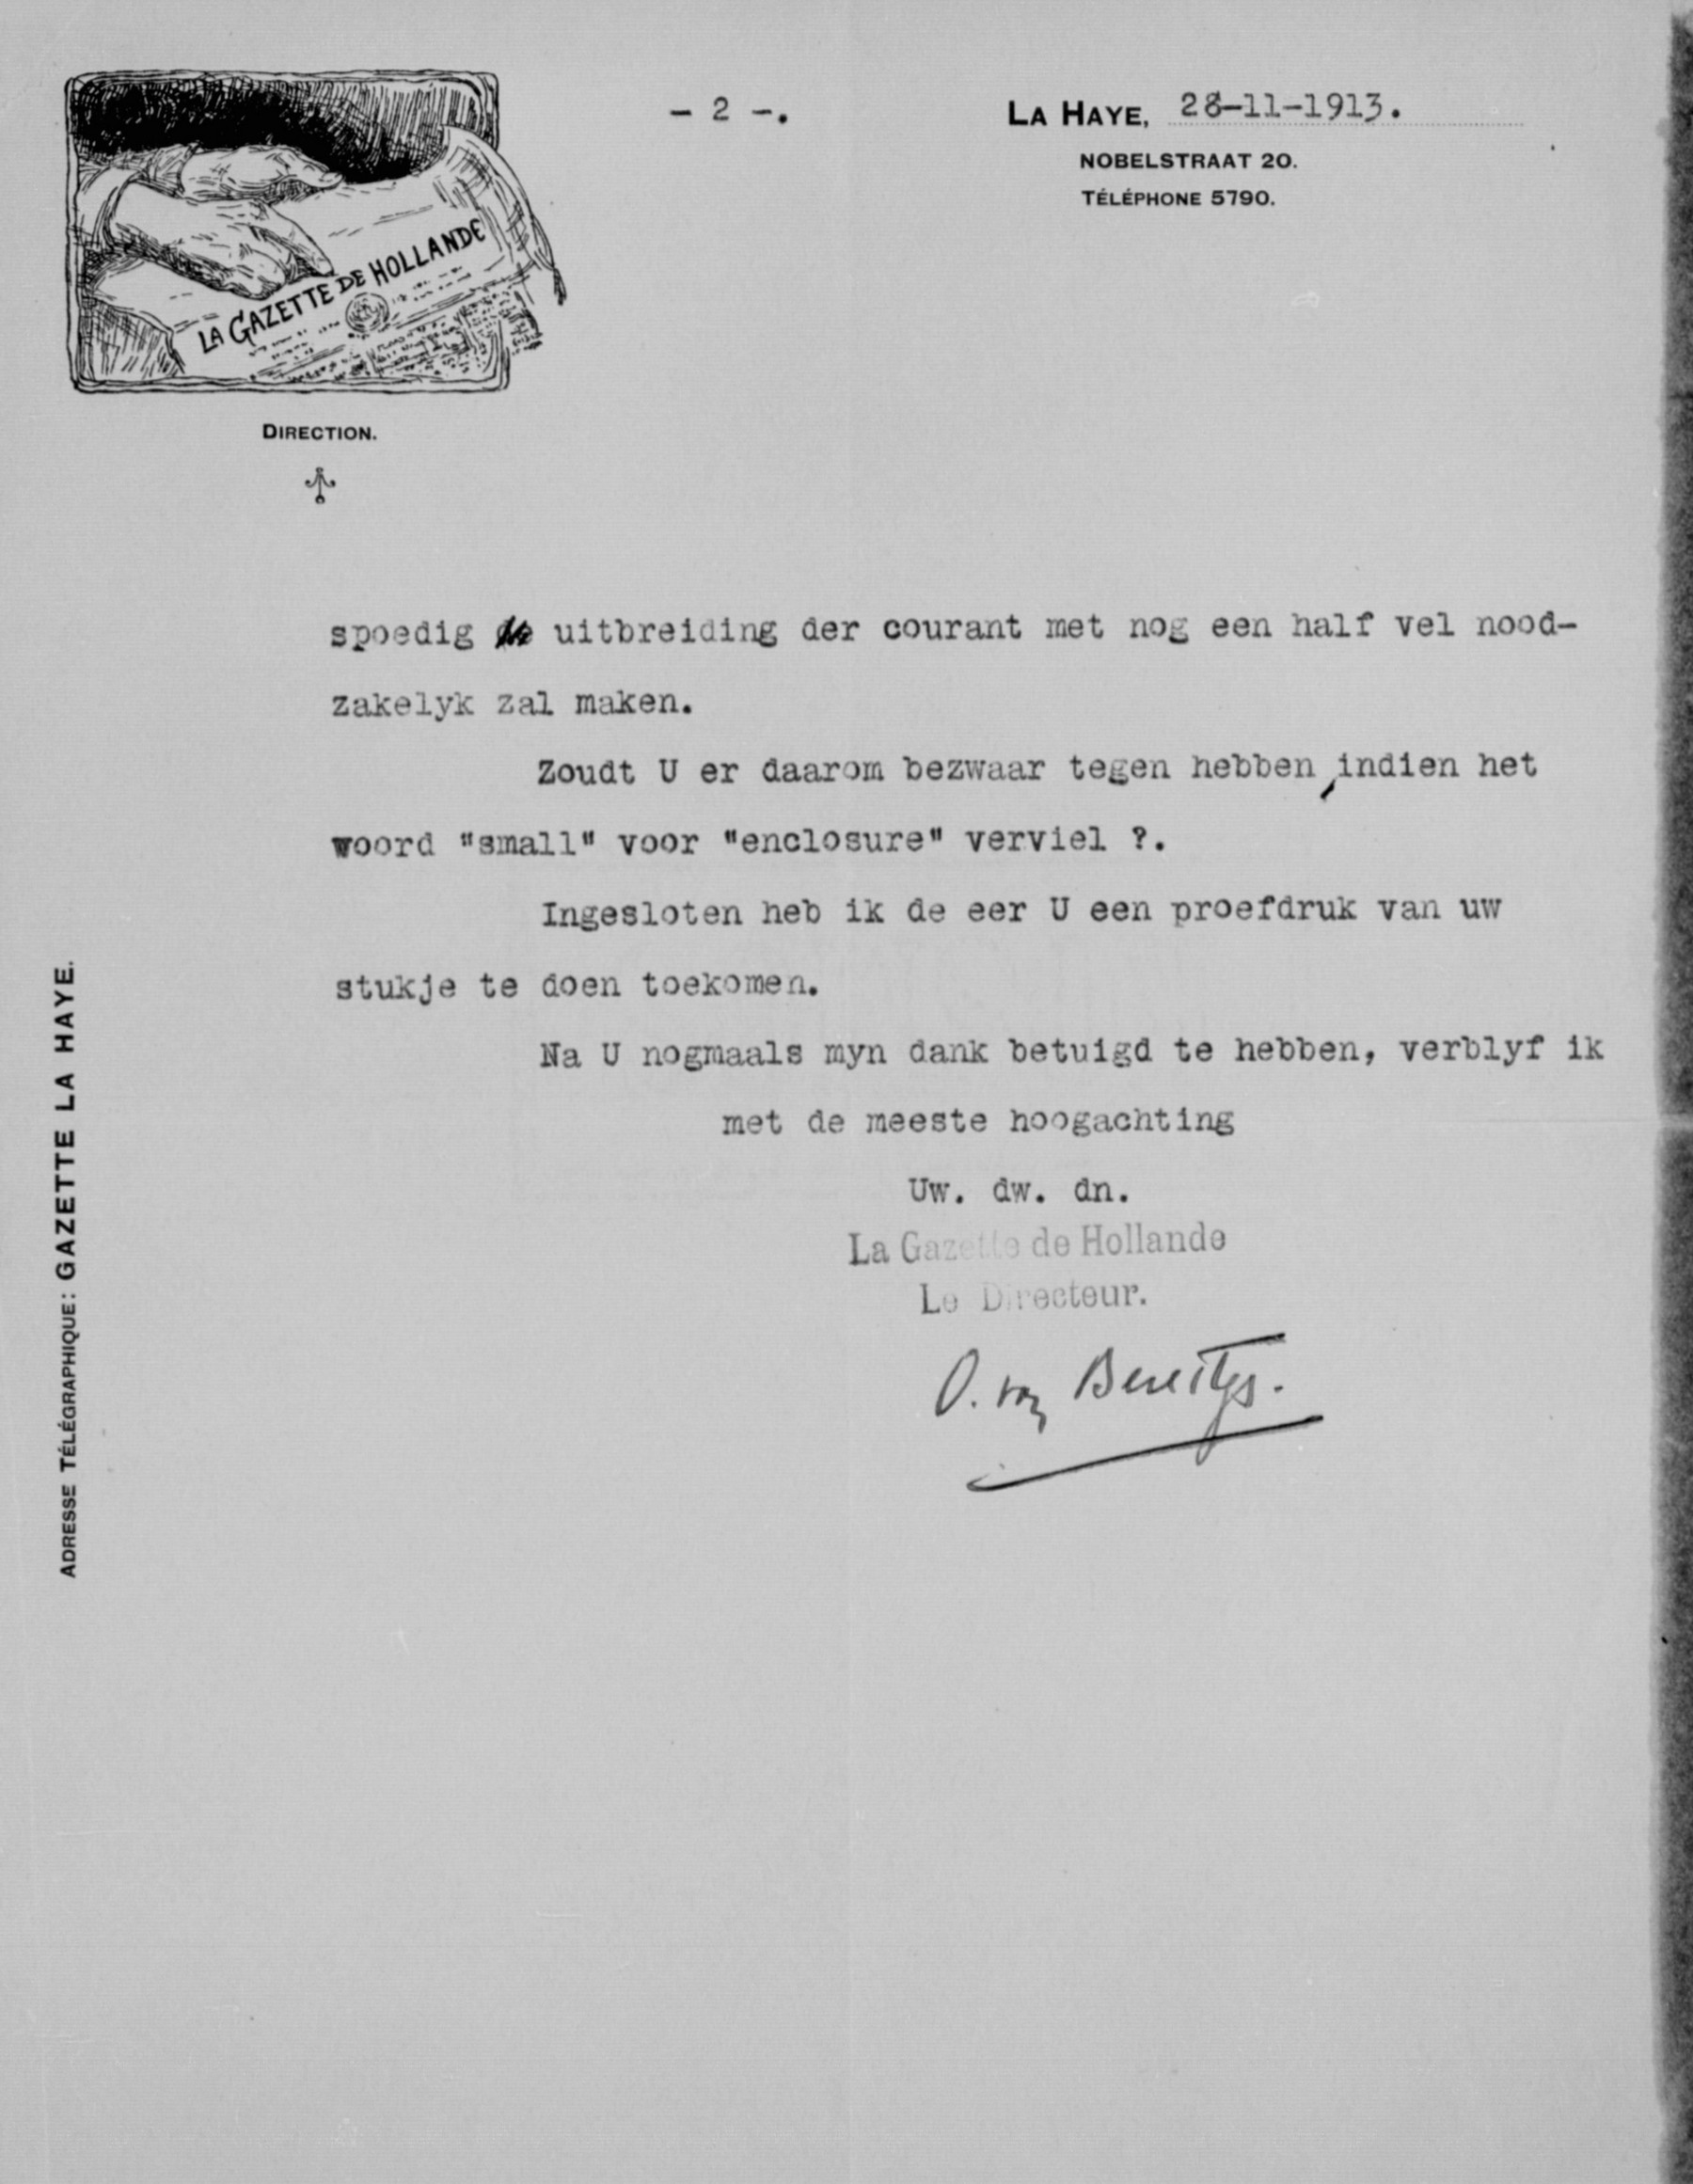 LA GAZETTE DE HOLLANDE
DIRECTION.
- 2 -.
LA HAYE, 28-11-1913.
NOBELSTRAAT 20.
TÉLÉPHONE 5790.
spoedig uitbreiding der courant met nog een half vel nood-
zakelyk zal maken.
Zoudt U er daarom bezwaar tegen hebben, indien het
woord "small" voor "enclosure" verviel ?.
Ingesloten heb ik de eer U een proefdruk van uw
stukje te doen toekomen.
Na U nogmaals myn dank betuigd te hebben, verblyf ik
met de meeste hoogachting
Uw. dw. dn.
La Gazette de Hollande
Le Directeur.
O. van
ADRESSE TÉLÉGRAPHIQUE: GAZETTE LA HAYE.